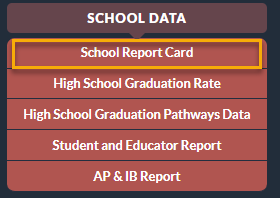 SCHOOL DATA
School Report Card
High School Graduation Rate
High School Graduation Pathways Data
Student and Educator Report
AP & IB Report